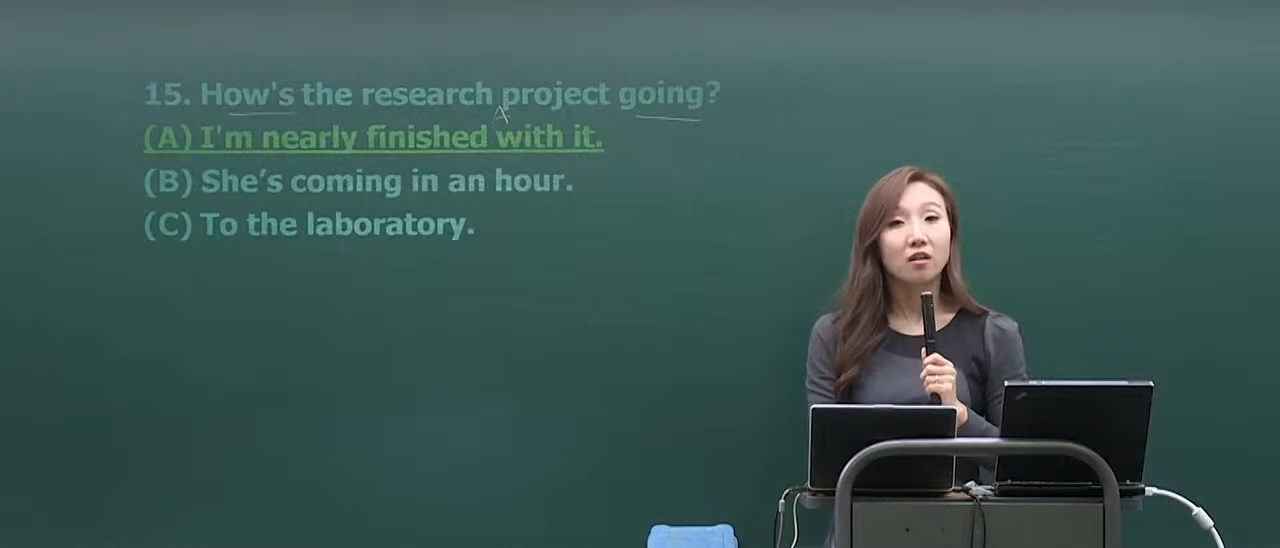 15. How's the research project going?
A
(A) I'm nearly finished with it.
(B) She's coming in an hour.
(C) To the laboratory.